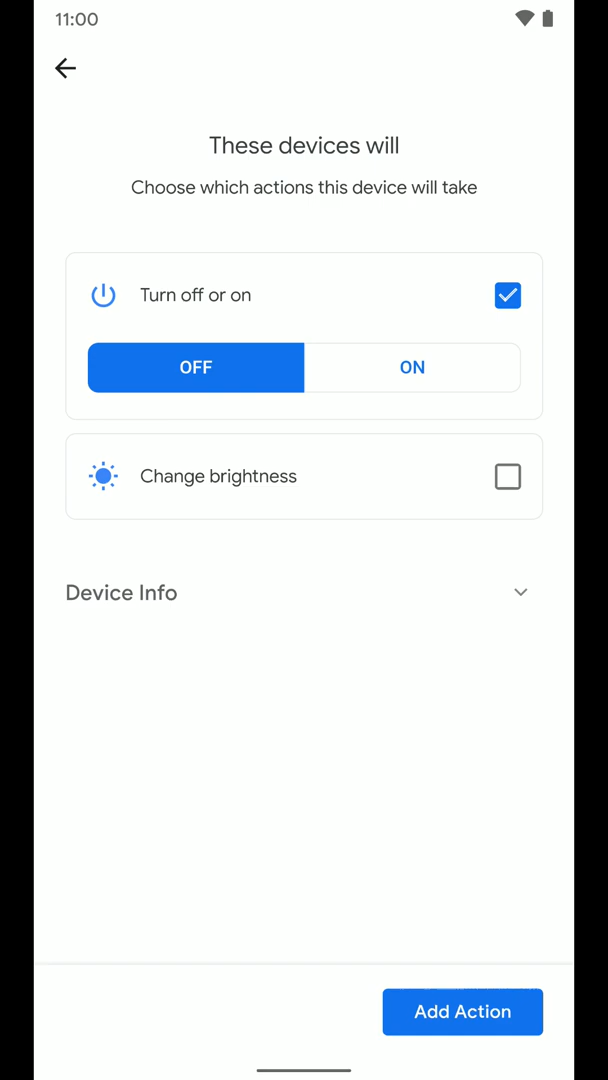 11:00
These devices will
Choose which actions this device will take
Turn off or on
OFF ON
Change brightness
Device Info
Add Action